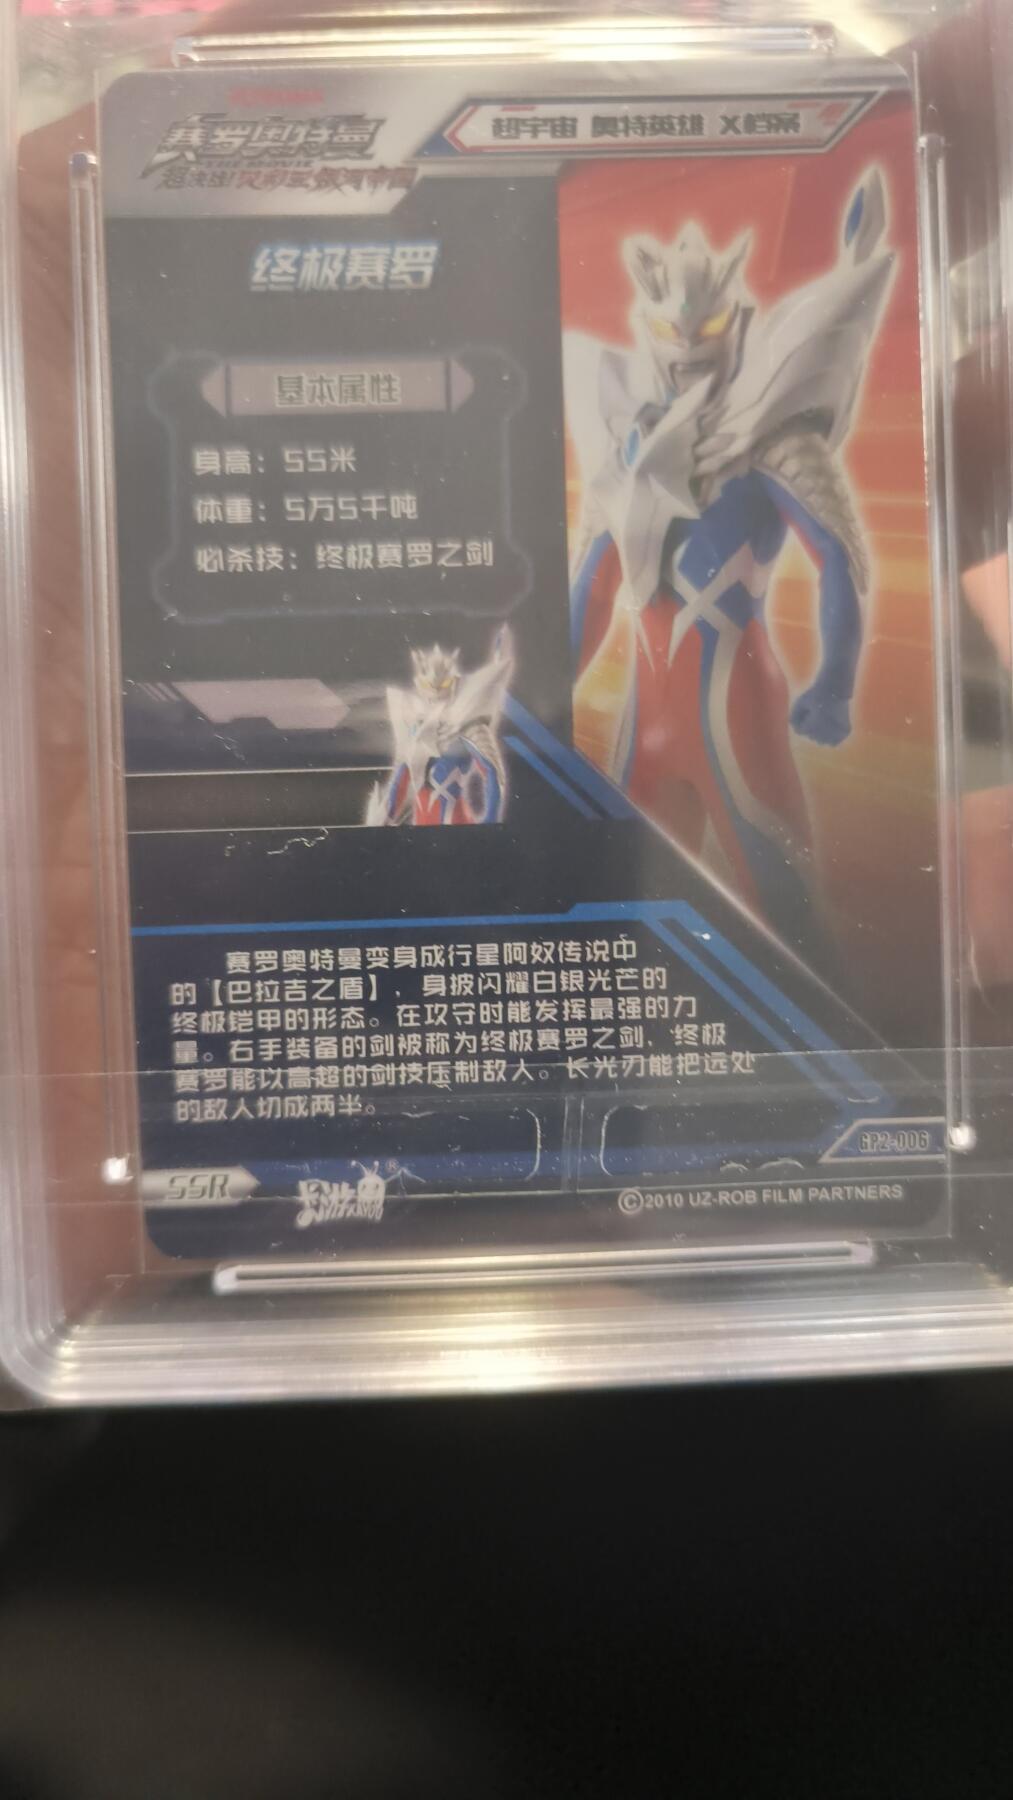 赛罗奥特曼
THE MOVIE
超决战!贝利亚银河帝国
超宇宙 奥特英雄 X档案
终极赛罗
基本属性
身高：55米
体重：5万5千吨
必杀技：终极赛罗之剑
赛罗奥特曼变身成行星阿奴传说中
的【巴拉吉之盾】，身披闪耀白银光芒的
终极铠甲的形态。在攻守时能发挥最强的力
量。右手装备的剑被称为终极赛罗之剑，终极
赛罗能以高超的剑技压制敌人。长光刃能把远处
的敌人切成两半。
GP2-006
SSR
卡游 KAYOU®
©2010 UZ-ROB FILM PARTNERS